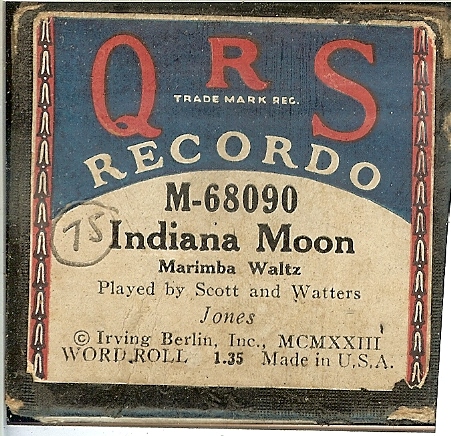 QRS
TRADE MARK REG.
RECORDO
M-68090
75
Indiana Moon
Marimba Waltz
Played by Scott and Watters
Jones
© Irving Berlin, Inc., MCMXXIII
WORD ROLL 1.35 Made in U.S.A.